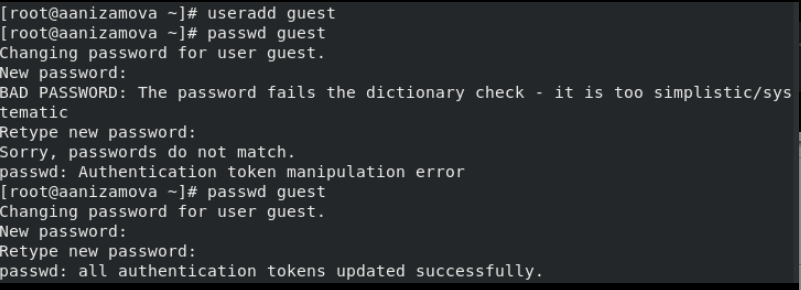 [root@aanizamova ~]# useradd guest
[root@aanizamova ~]# passwd guest
Changing password for user guest.
New password:
BAD PASSWORD: The password fails the dictionary check - it is too simplistic/sys
tematic
Retype new password:
Sorry, passwords do not match.
passwd: Authentication token manipulation error
[root@aanizamova ~]# passwd guest
Changing password for user guest.
New password:
Retype new password:
passwd: all authentication tokens updated successfully.